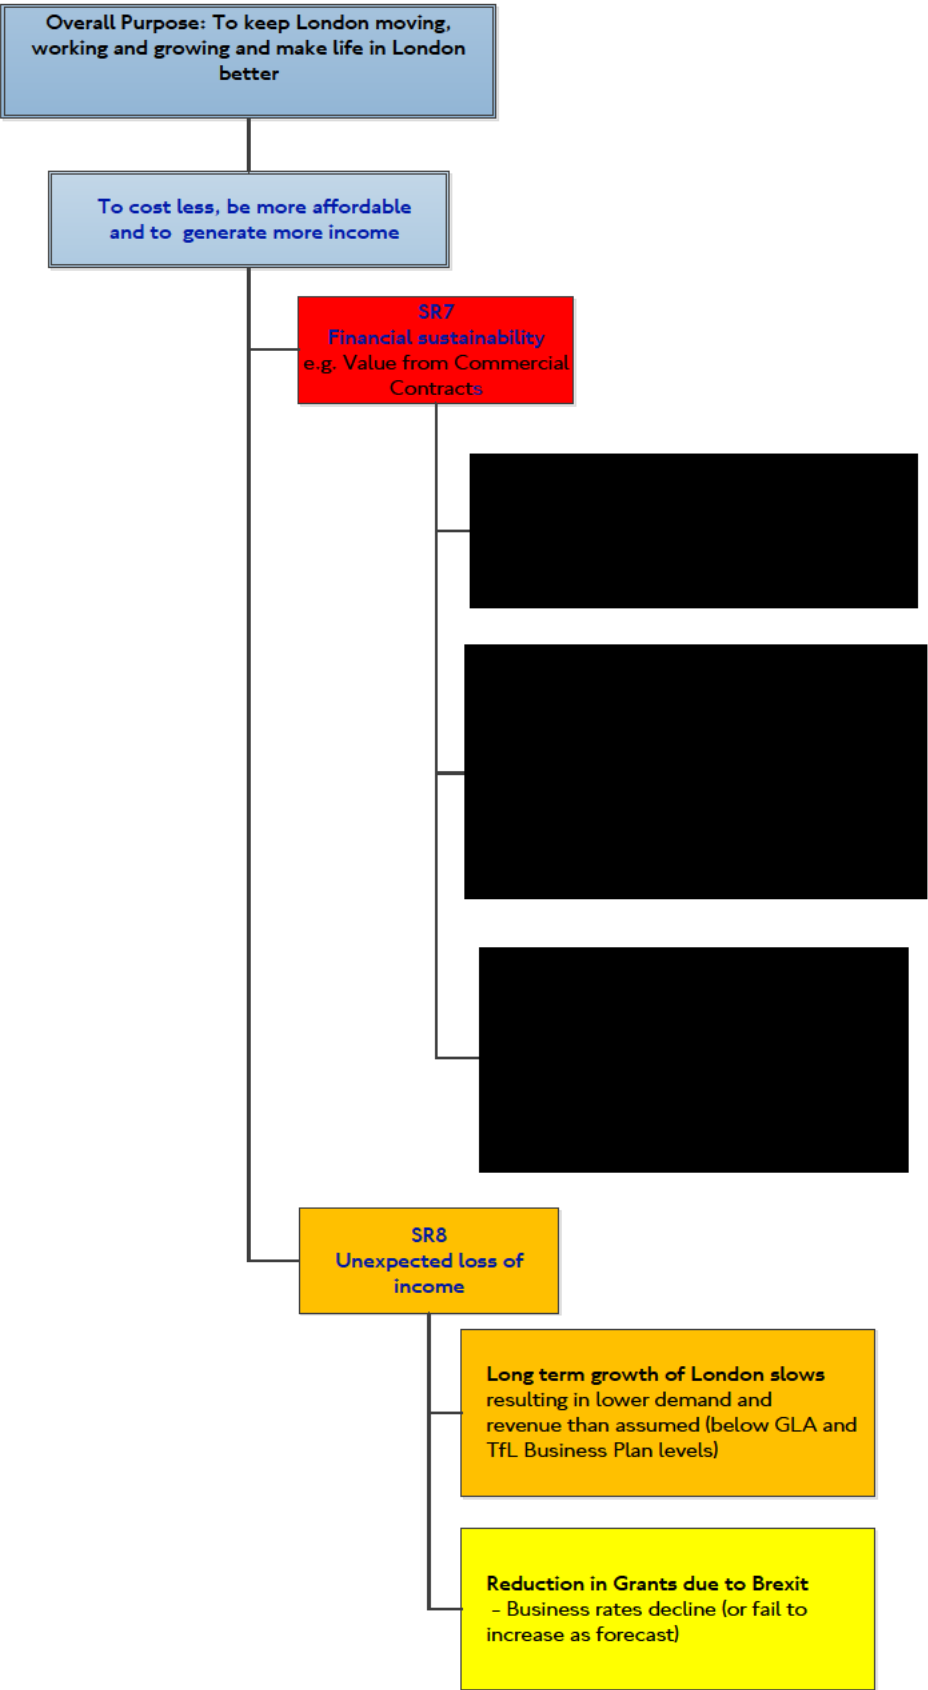 Overall Purpose: To keep London moving,
working and growing and make life in London
better
To cost less, be more affordable
and to generate more income
SR7
Financial sustainability
e.g. Value from Commercial
Contracts
SR8
Unexpected loss of
income
Long term growth of London slows
resulting in lower demand and
revenue than assumed (below GLA and
TfL Business Plan levels)
Reduction in Grants due to Brexit
– Business rates decline (or fail to
increase as forecast)